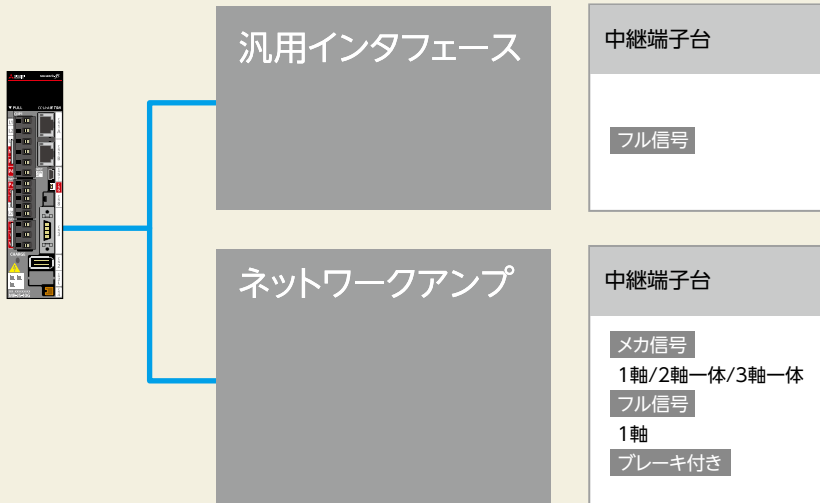 汎用インタフェース
中継端子台
フル信号
ネットワークアンプ
中継端子台
メカ信号
1軸/2軸一体/3軸一体
フル信号
1軸
ブレーキ付き
CHARGE